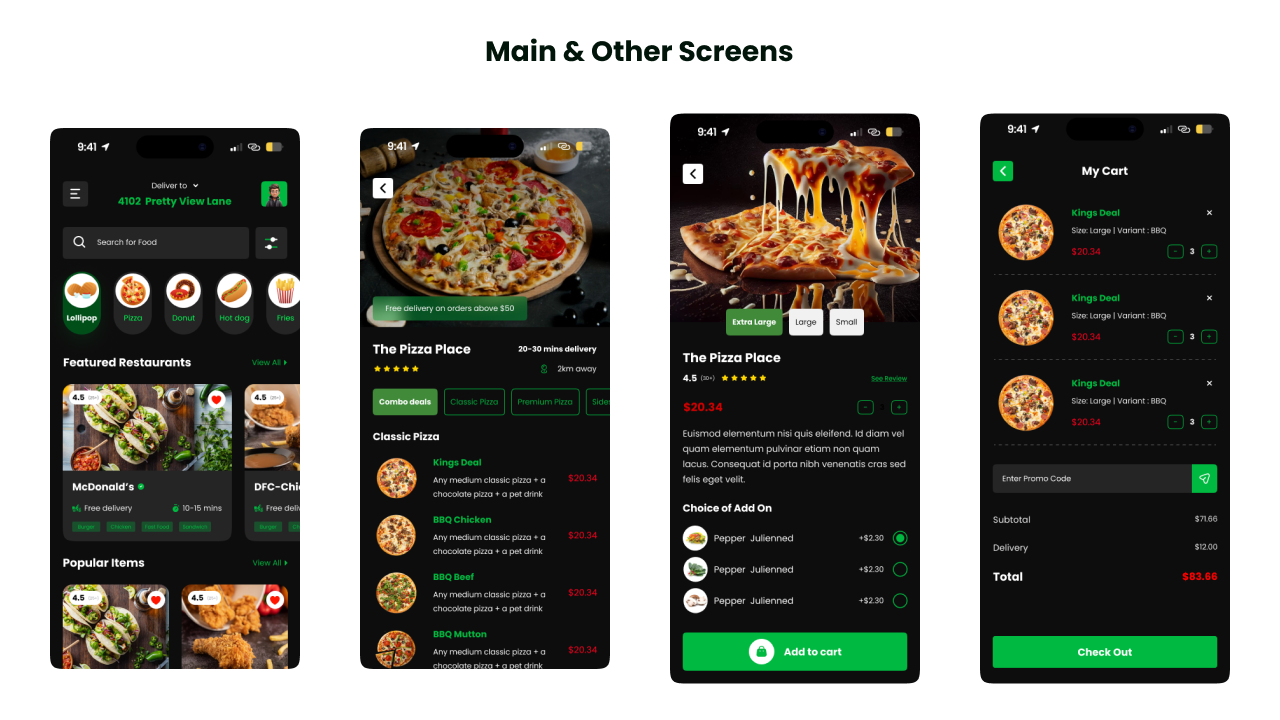 Main & Other Screens
9:41
Deliver to
4102 Pretty View Lane
Search for Food
Lollipop
Pizza
Donut
Hot dog
Fries
Featured Restaurants
View All
4.5 (25+)
4.5
McDonald's
DFC-Chi
Free delivery
10-15 mins
Free deli
Burger
Chicken
Fast Food
Sandwich
Burger
Popular Items
View All
4.5
4.5
9:41
Free delivery on orders above $50
The Pizza Place
20-30 mins delivery
2km away
Combo deals
Classic Pizza
Premium Pizza
Side
Classic Pizza
Kings Deal
Any medium classic pizza + a
chocolate pizza + a pet drink
$20.34
BBQ Chicken
Any medium classic pizza + a
chocolate pizza + a pet drink
$20.34
BBQ Beef
Any medium classic pizza + a
chocolate pizza + a pet drink
$20.34
BBQ Mutton
Any medium classic pizza + a
chocolate pizza + a pet drink
$20.34
9:41
Extra Large
Large
Small
The Pizza Place
4.5 (30+)
See Review
$20.34
- +
Euismod elementum nisi quis eleifend. Id diam vel
quam elementum pulvinar etiam non quam
lacus. Consequat id porta nibh venenatis cras sed
felis eget velit.
Choice of Add On
Pepper Julienned +$2.30
Pepper Julienned +$2.30
Pepper Julienned +$2.30
Add to cart
9:41
My Cart
Kings Deal
Size: Large | Variant : BBQ
$20.34 - 3 +
Kings Deal
Size: Large | Variant : BBQ
$20.34 - 3 +
Kings Deal
Size: Large | Variant : BBQ
$20.34 - 3 +
Enter Promo Code
Subtotal $71.66
Delivery $12.00
Total $83.66
Check Out